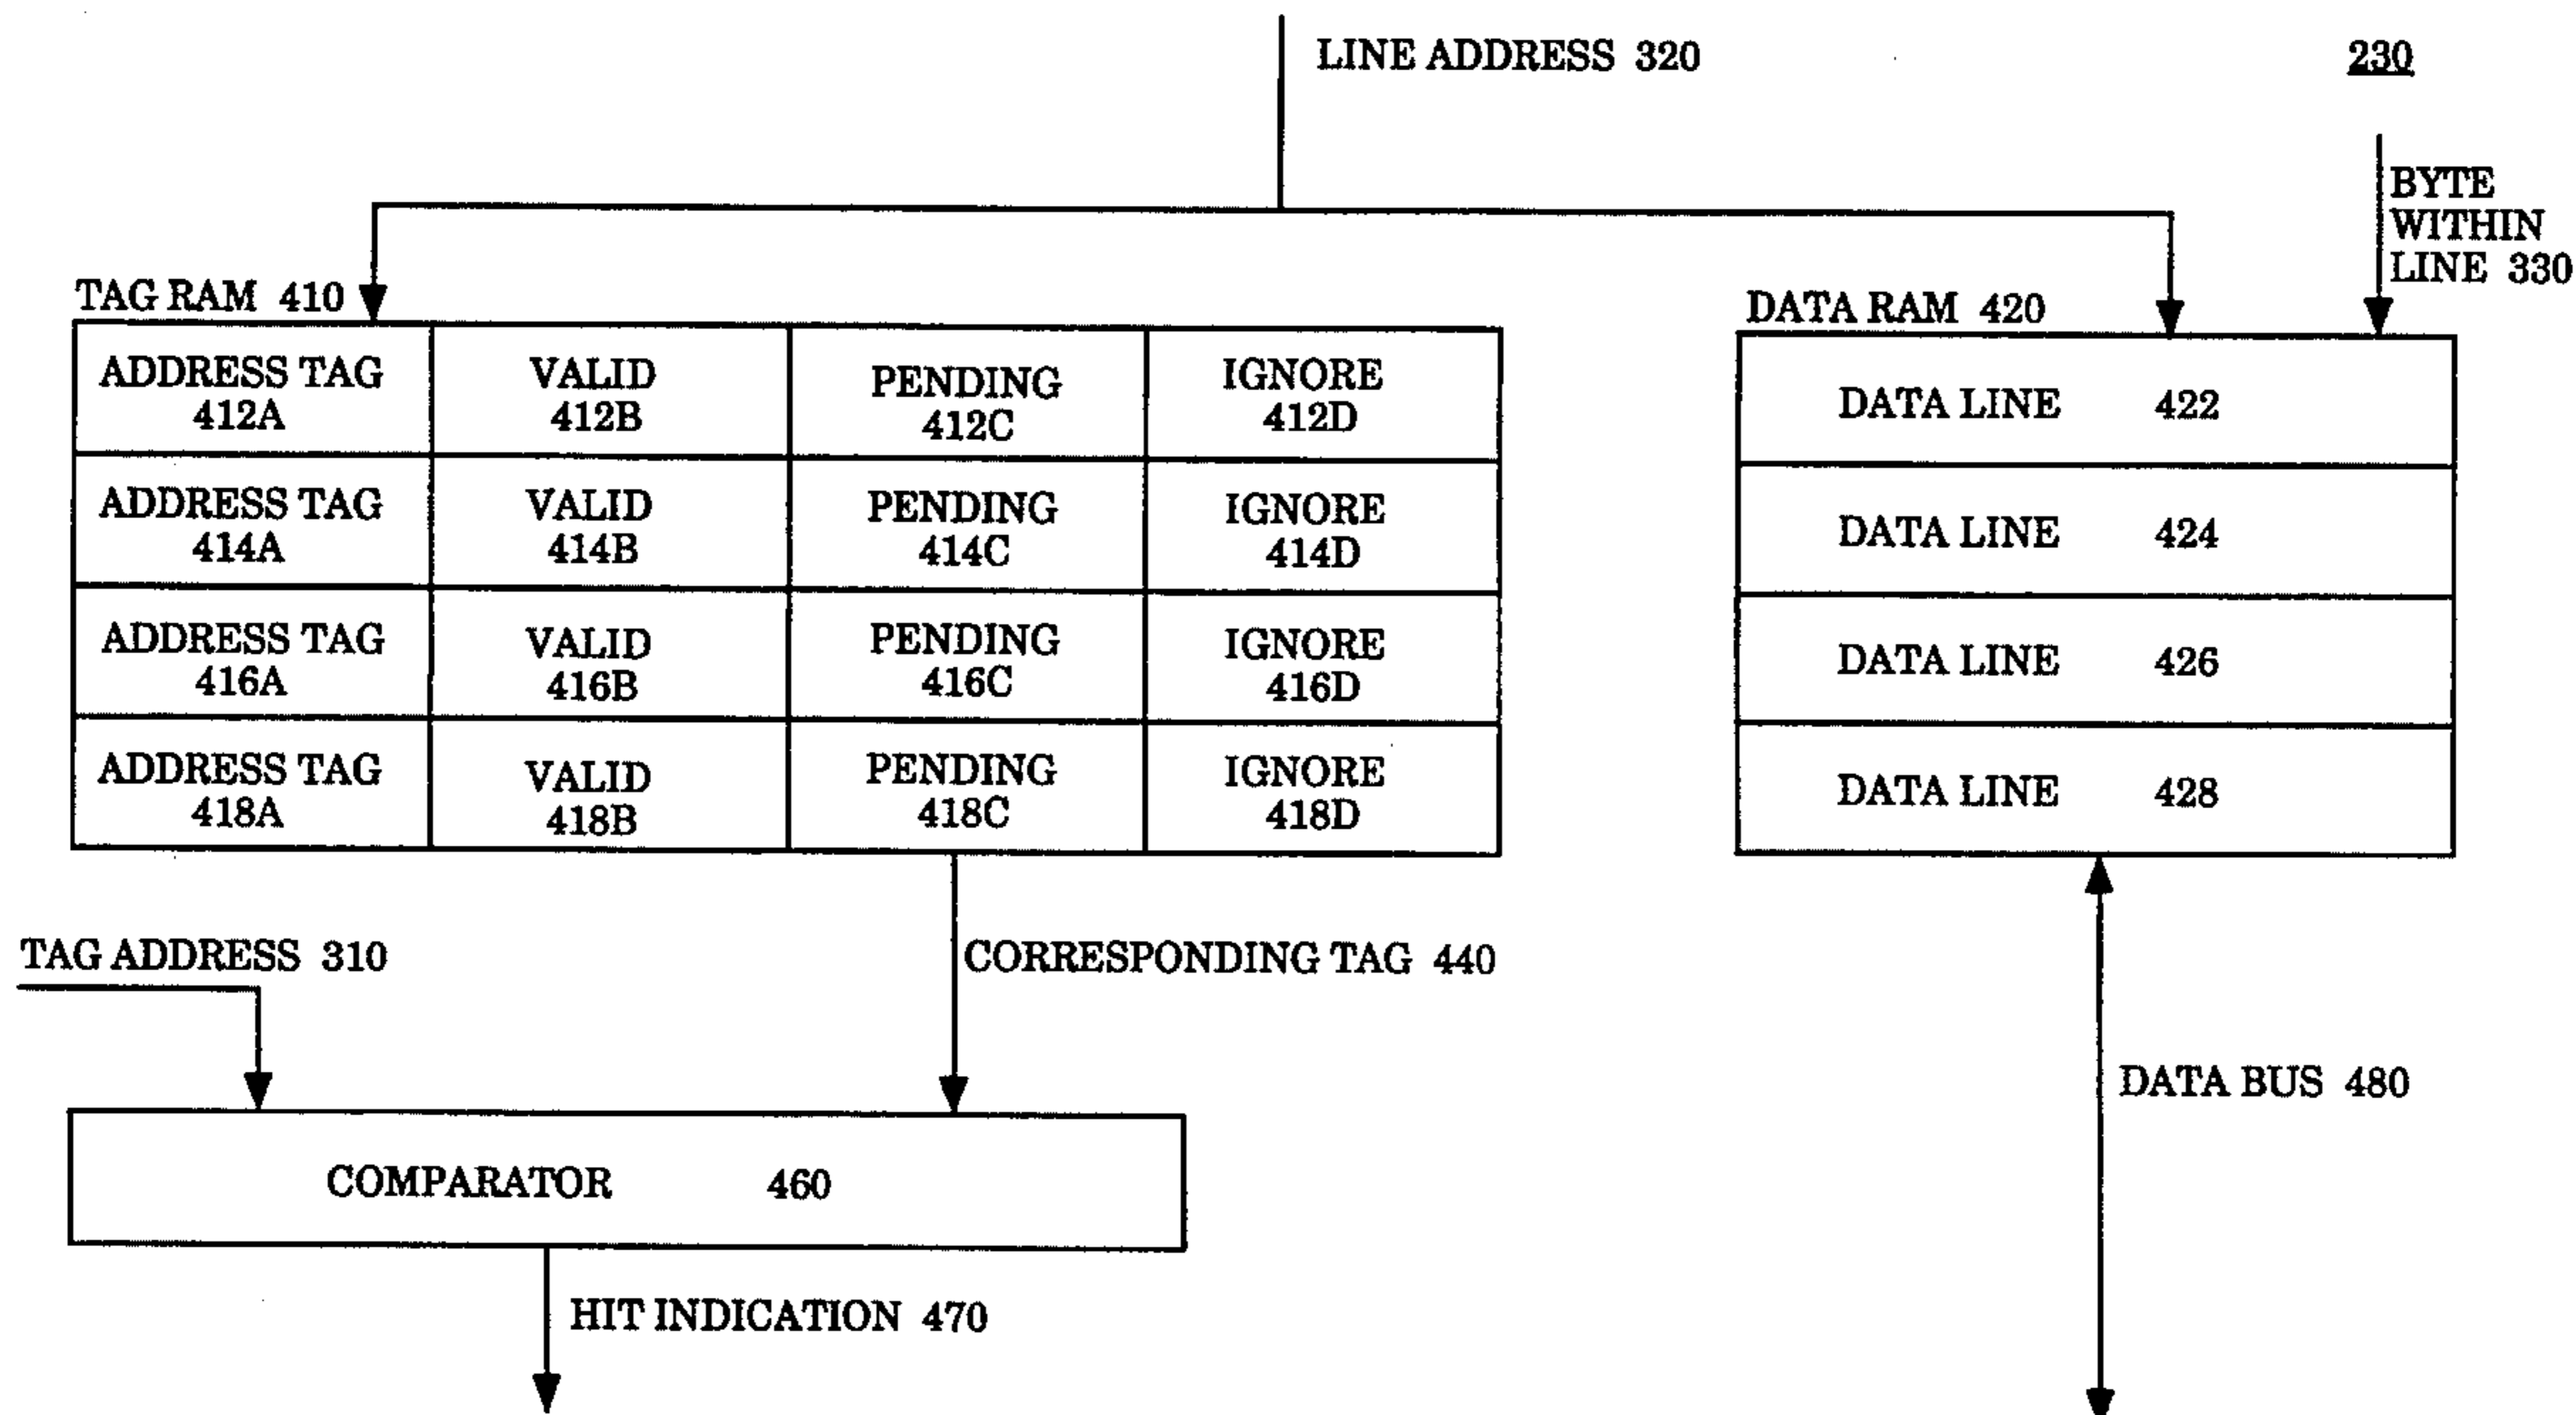 LINE ADDRESS 320
230
BYTE
WITHIN
LINE 330
TAG RAM 410
DATA RAM 420
ADDRESS TAG
412A
VALID
412B
PENDING
412C
IGNORE
412D
DATA LINE 422
ADDRESS TAG
414A
VALID
414B
PENDING
414C
IGNORE
414D
DATA LINE 424
ADDRESS TAG
416A
VALID
416B
PENDING
416C
IGNORE
416D
DATA LINE 426
ADDRESS TAG
418A
VALID
418B
PENDING
418C
IGNORE
418D
DATA LINE 428
TAG ADDRESS 310
CORRESPONDING TAG 440
DATA BUS 480
COMPARATOR 460
HIT INDICATION 470